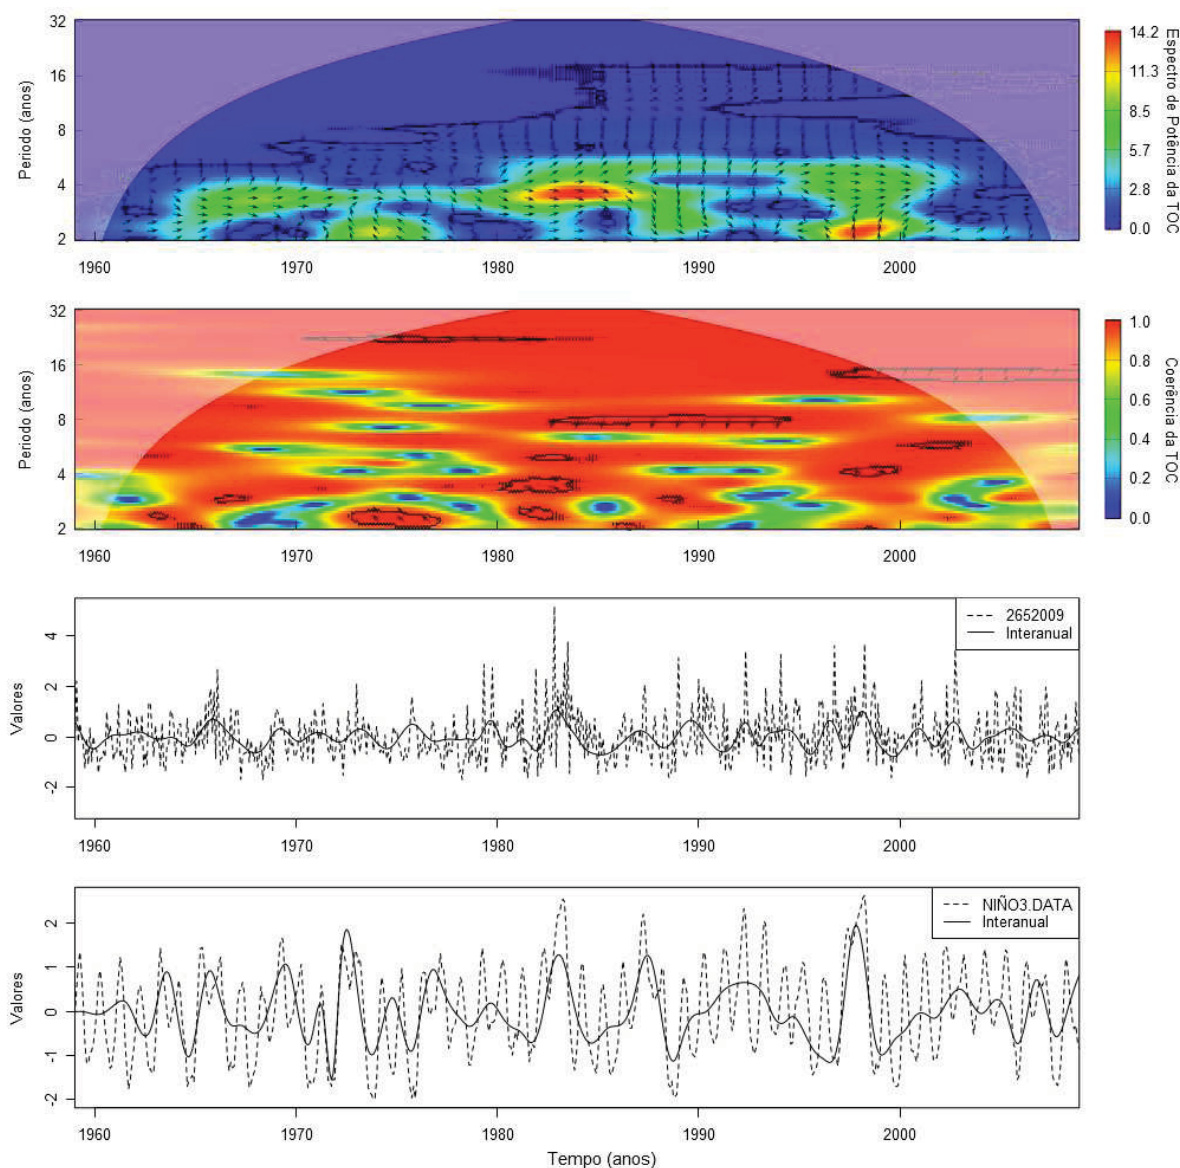 32
16
8
4
2
Periodo (anos)
1960 1970 1980 1990 2000
14.2
11.3
8.5
5.7
2.8
0.0
Espectro de Potência da TOC
32
16
8
4
2
Periodo (anos)
1960 1970 1980 1990 2000
1.0
0.8
0.6
0.4
0.2
0.0
Coerência da TOC
4
2
0
-2
Valores
2652009
Interanual
1960 1970 1980 1990 2000
2
1
0
-1
-2
Valores
NIÑO3.DATA
Interanual
1960 1970 1980 1990 2000
Tempo (anos)